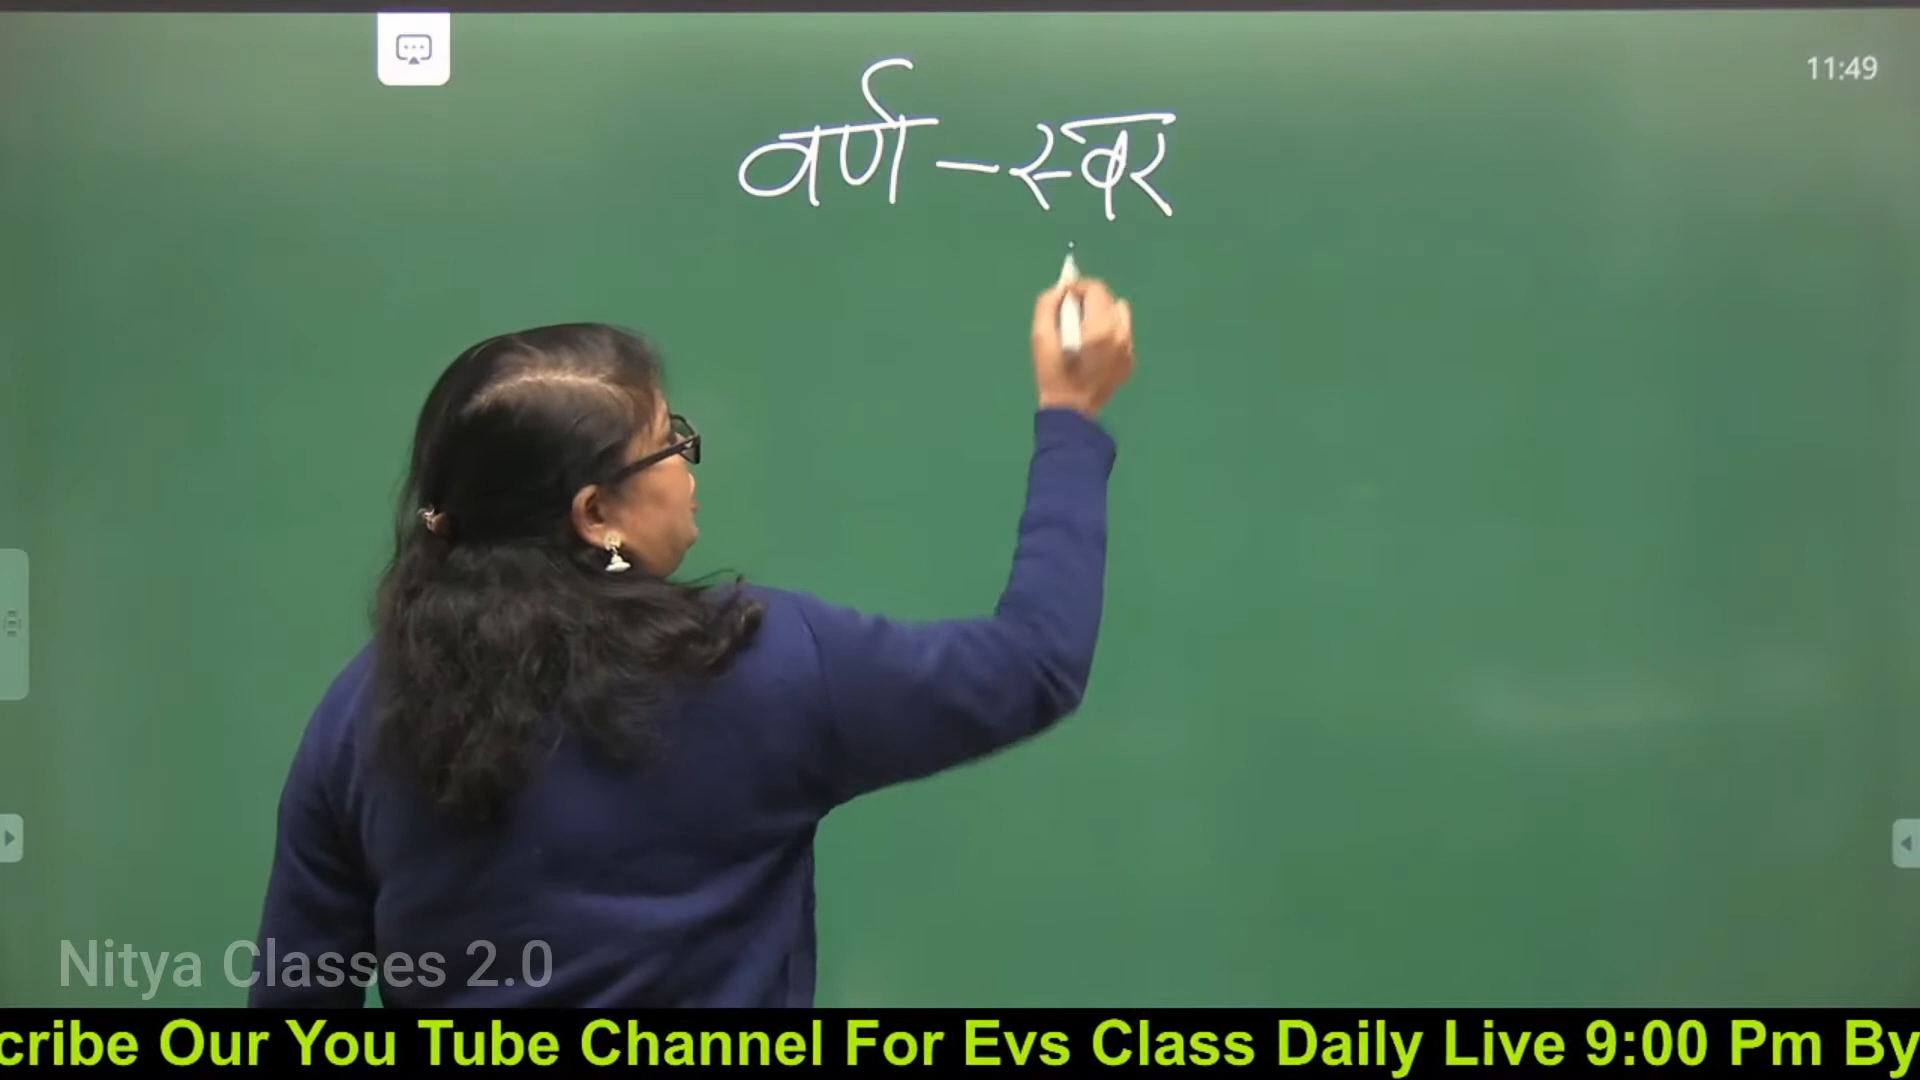 11:49
वर्ण - स्वर
Nitya Classes 2.0
cribe Our You Tube Channel For Evs Class Daily Live 9:00 Pm By